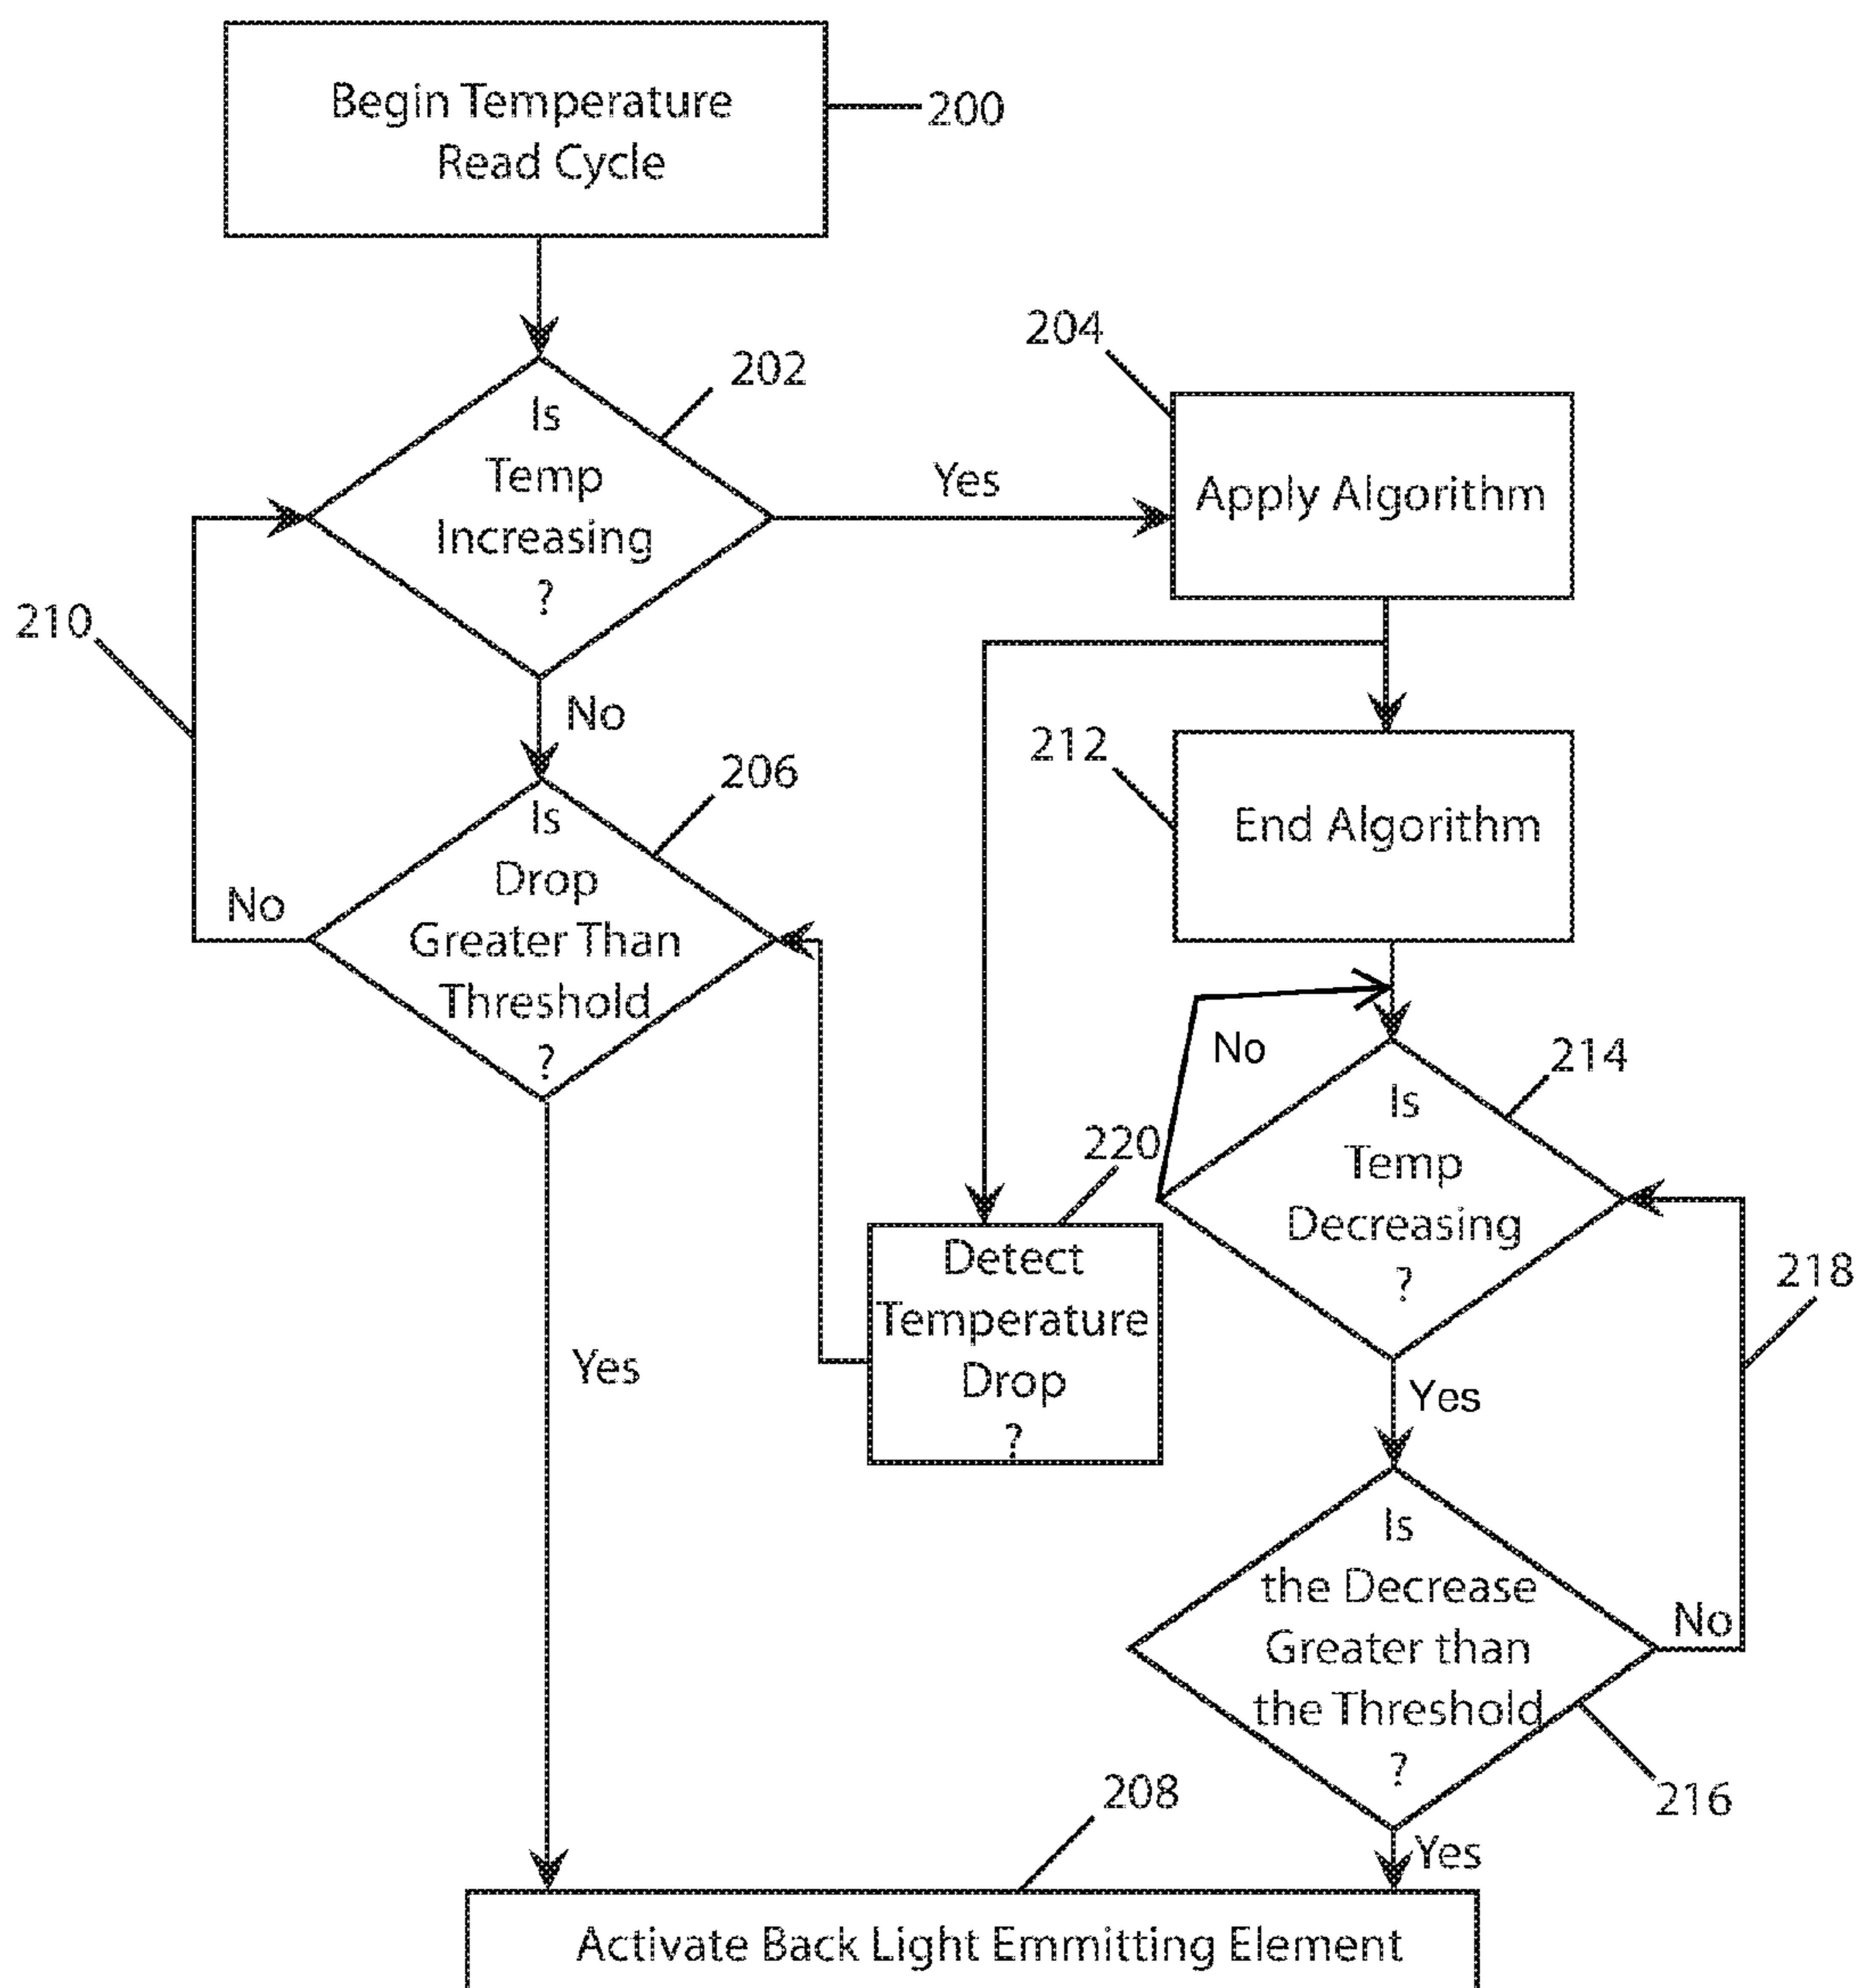 Begin Temperature
Read Cycle
200
202
Is
Temp
Increasing
?
Yes
204
Apply Algorithm
210
No
206
Is
Drop
Greater Than
Threshold
?
No
212
End Algorithm
No
214
Is
Temp
Decreasing
?
220
Detect
Temperature
Drop
?
218
Yes
Yes
Is
the Decrease
Greater than
the Threshold
?
No
216
208
Yes
Activate Back Light Emmitting Element